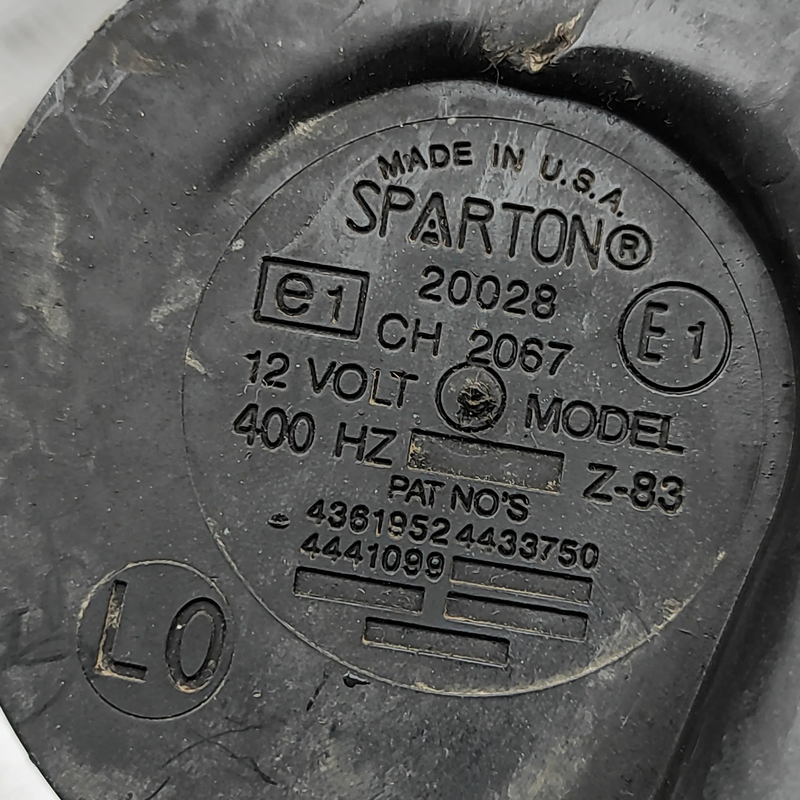 MADE IN U.S.A.
SPARTON®
20028
e1
CH 2067
E1
12 VOLT
MODEL
400 HZ
Z-83
PAT NO'S
4361952 4433750
4441099
LO